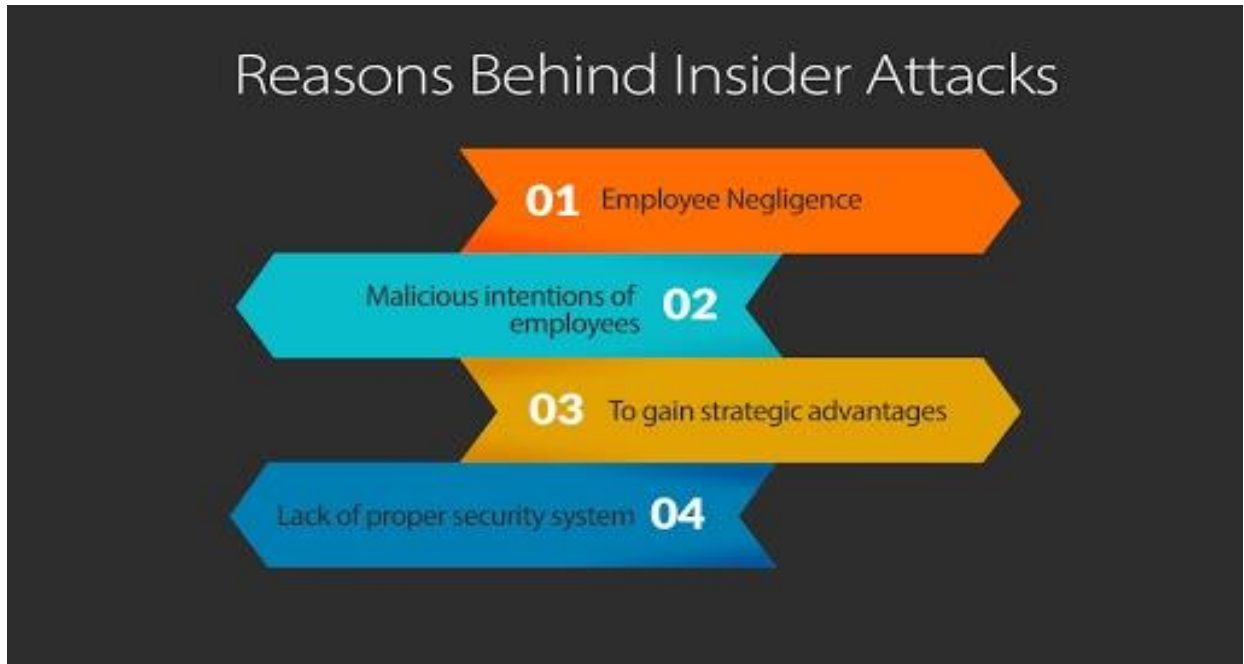 Reasons Behind Insider Attacks
01 Employee Negligence
Malicious intentions of
employees 02
03 To gain strategic advantages
Lack of proper security system 04